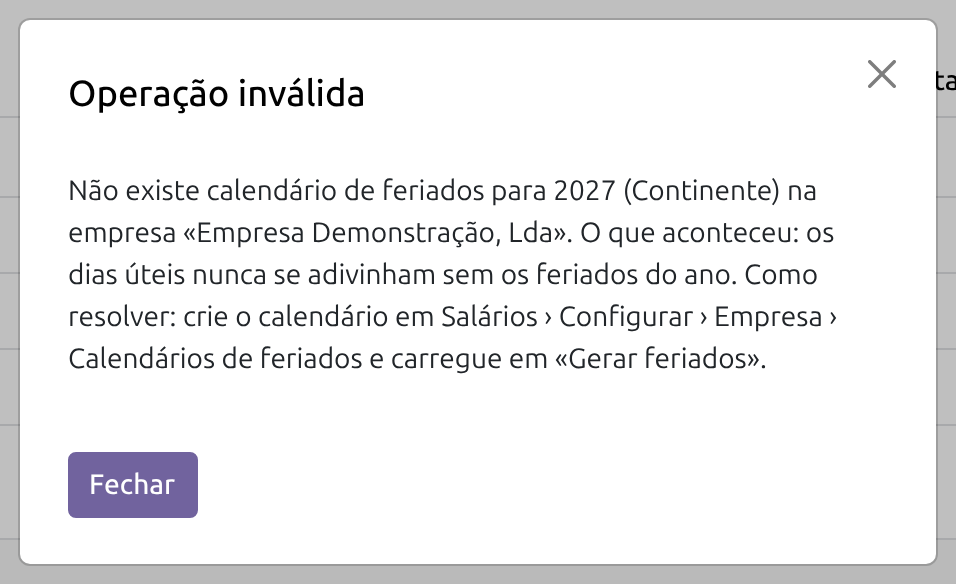 Operação inválida
ta
Não existe calendário de feriados para 2027 (Continente) na
empresa «Empresa Demonstração, Lda». O que aconteceu: os
dias úteis nunca se adivinham sem os feriados do ano. Como
resolver: crie o calendário em Salários › Configurar › Empresa ›
Calendários de feriados e carregue em «Gerar feriados».
Fechar